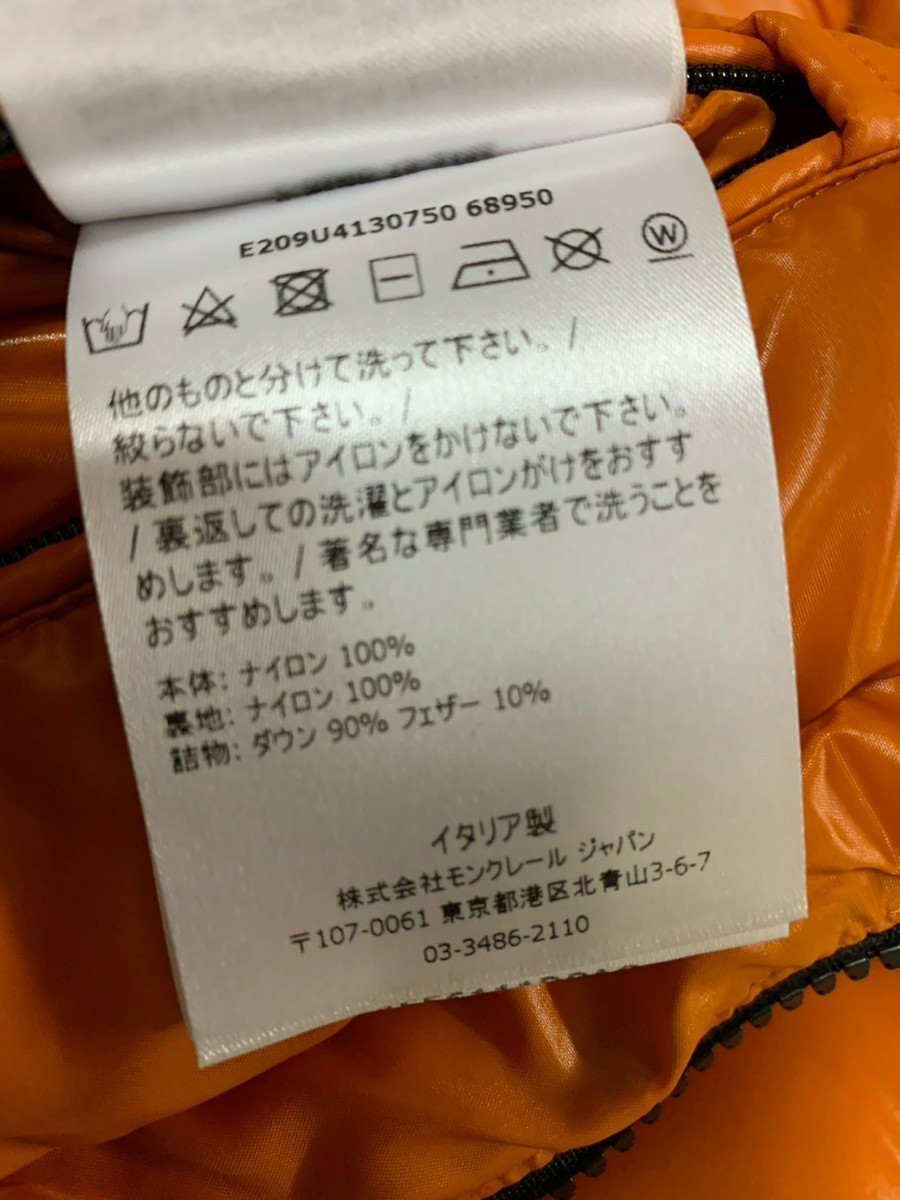 E209U4130750 68950
W
他のものと分けて洗って下さい。/
絞らないで下さい。/
装飾部にはアイロンをかけないで下さい。
/ 裏返しての洗濯とアイロンがけをおすす
めします。/ 著名な専門業者で洗うことを
おすすめします。
本体: ナイロン 100%
裏地: ナイロン 100%
詰物: ダウン 90% フェザー 10%
イタリア製
株式会社モンクレール ジャパン
〒107-0061 東京都港区北青山3-6-7
03-3486-2110